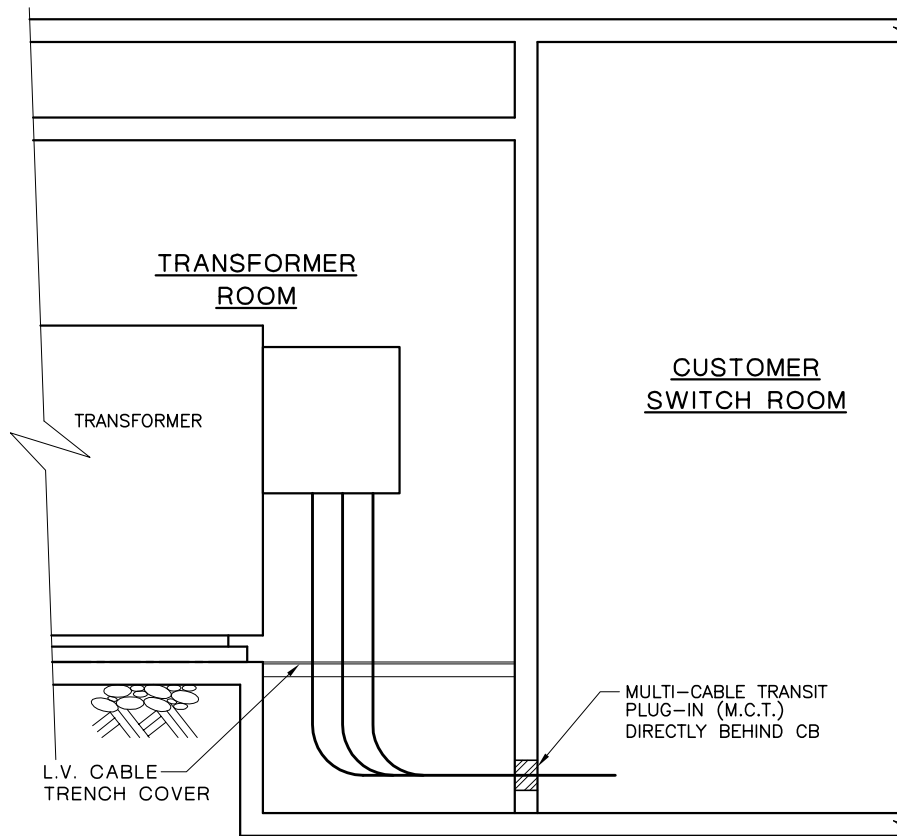 TRANSFORMER
ROOM
CUSTOMER
SWITCH ROOM
TRANSFORMER
MULTI-CABLE TRANSIT
PLUG-IN (M.C.T.)
DIRECTLY BEHIND CB
L.V. CABLE
TRENCH COVER